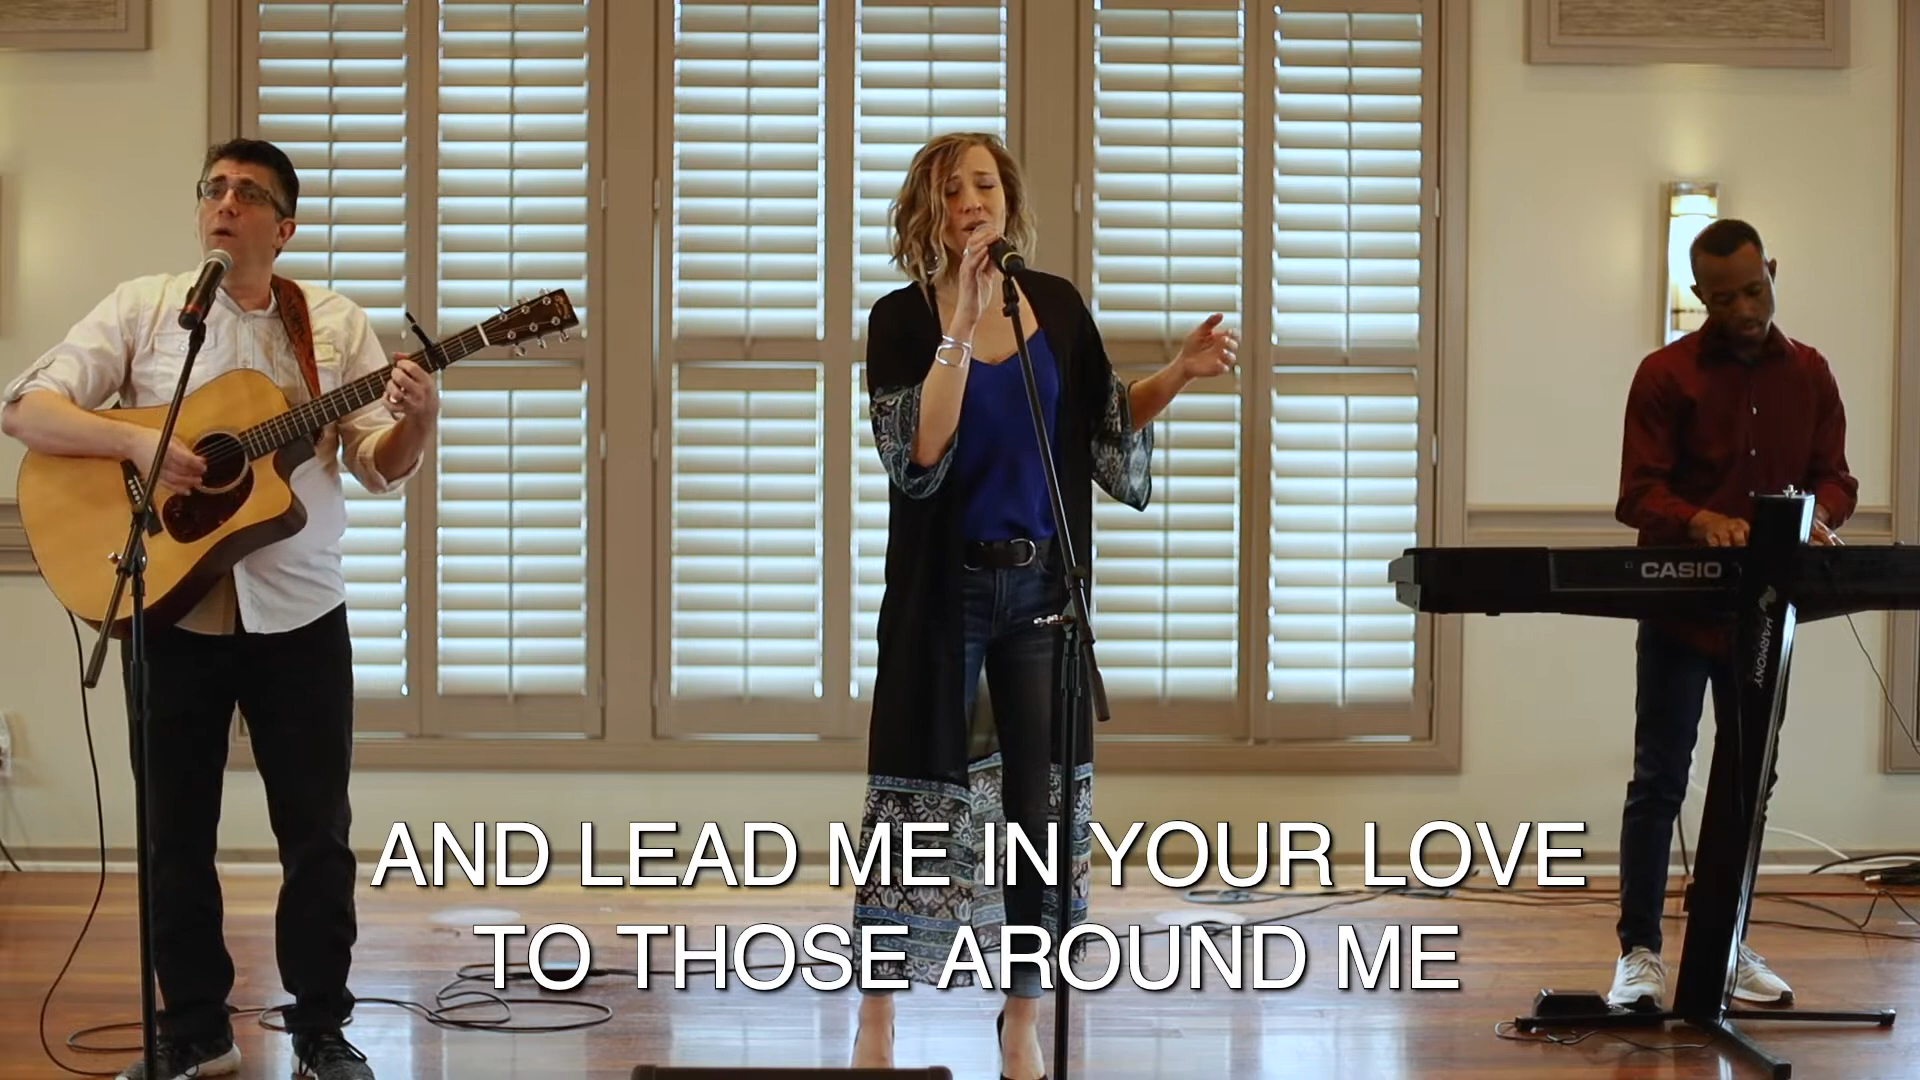 AND LEAD ME IN YOUR LOVE
TO THOSE AROUND ME
CASIO
HARMONY